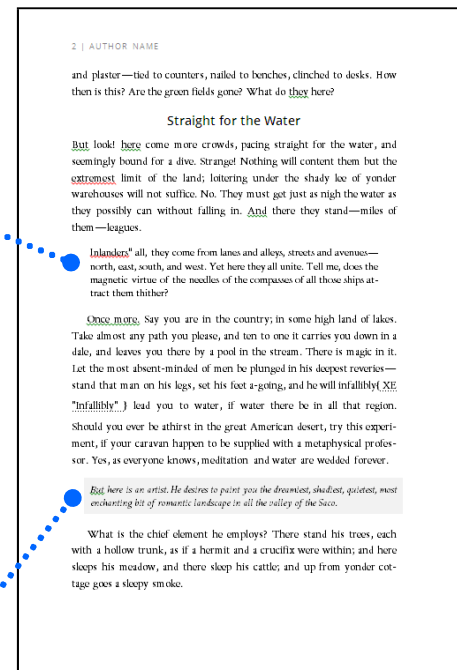 2 | AUTHOR NAME
and plaster—tied to counters, nailed to benches, clinched to desks. How
then is this? Are the green fields gone? What do they here?
Straight for the Water
But look! here come more crowds, pacing straight for the water, and
seemingly bound for a dive. Strange! Nothing will content them but the
extremest limit of the land; loitering under the shady lee of yonder
warehouses will not suffice. No. They must get just as nigh the water as
they possibly can without falling in. And there they stand—miles of
them—leagues.
Inlanders" all, they come from lanes and alleys, streets and avenues—
north, east, south, and west. Yet here they all unite. Tell me, does the
magnetic virtue of the needles of the compasses of all those ships at-
tract them thither?
Once more. Say you are in the country; in some high land of lakes.
Take almost any path you please, and ten to one it carries you down in a
dale, and leaves you there by a pool in the stream. There is magic in it.
Let the most absent-minded of men be plunged in his deepest reveries—
stand that man on his legs, set his feet a-going, and he will infallibly{ XE
"Infallibly" } lead you to water, if water there be in all that region.
Should you ever be athirst in the great American desert, try this experi-
ment, if your caravan happen to be supplied with a metaphysical profes-
sor. Yes, as everyone knows, meditation and water are wedded forever.
But here is an artist. He desires to paint you the dreamiest, shadiest, quietest, most
enchanting bit of romantic landscape in all the valley of the Saco.
What is the chief element he employs? There stand his trees, each
with a hollow trunk, as if a hermit and a crucifix were within; and here
sleeps his meadow, and there sleep his cattle; and up from yonder cot-
tage goes a sleepy smoke.